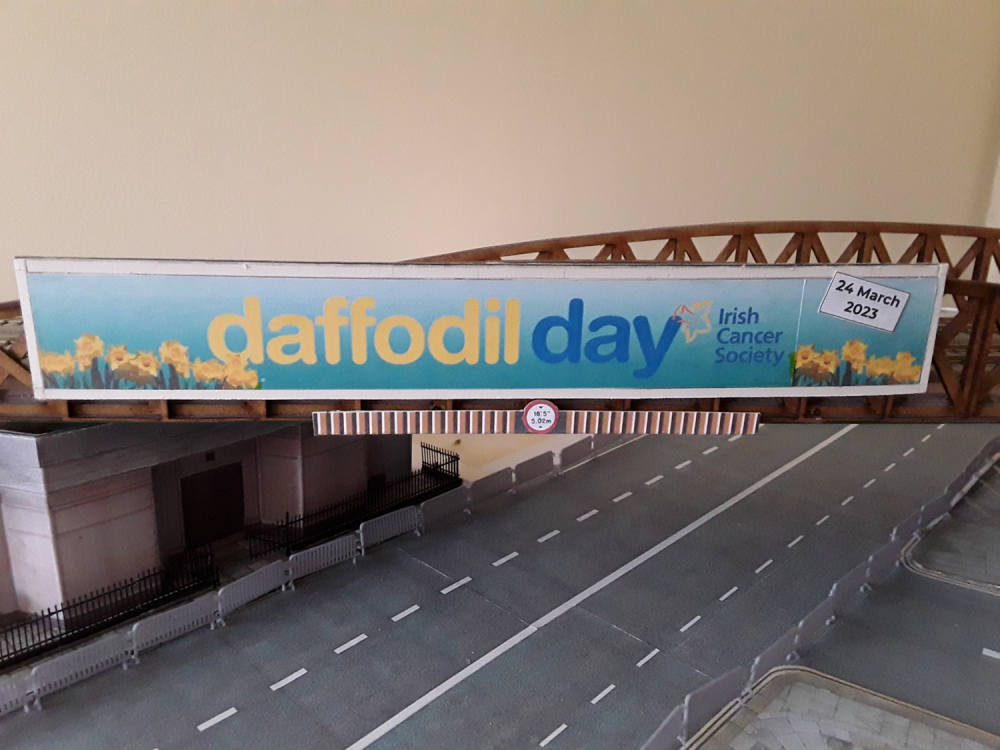 daffodil day
Irish
Cancer
Society
24 March
2023
16'5"
5.02m